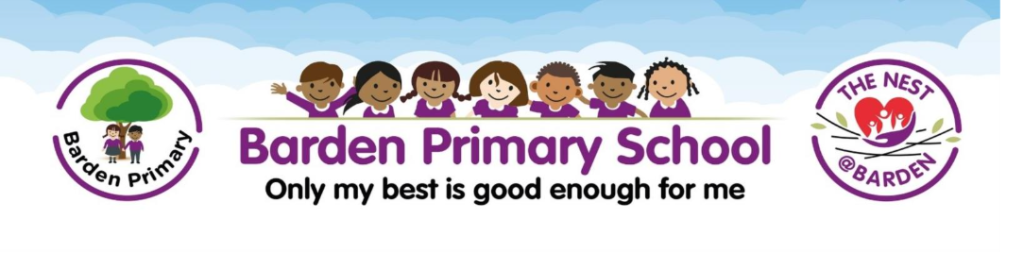 Barden Primary
Barden Primary School
Only my best is good enough for me
THE NEST
@BARDEN